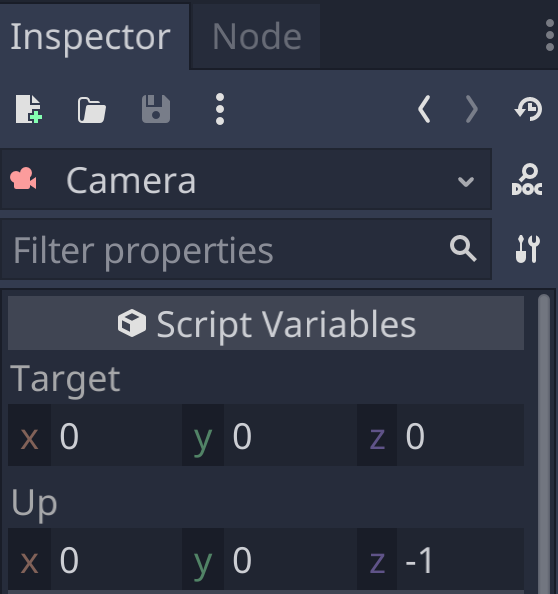 Inspector Node
Camera
DOC
Filter properties
Script Variables
Target
x 0 y 0 z 0
Up
x 0 y 0 z -1